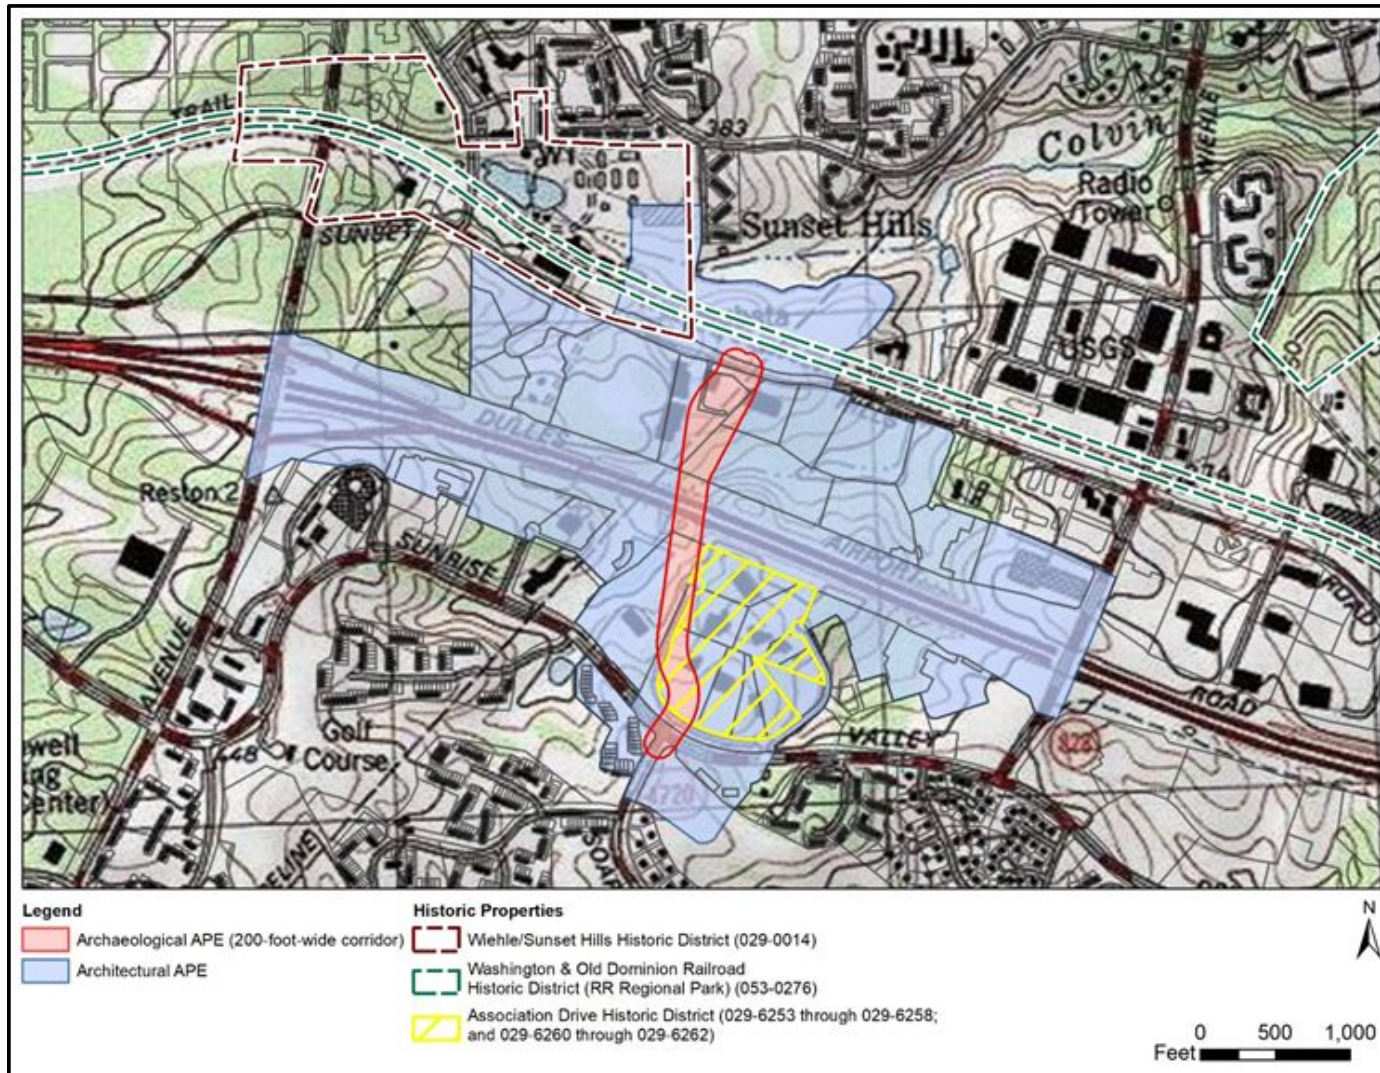 TRAIL
383
WIEHLE
Colvin
Radio
Tower
SUNSET
Sunset Hills
USGS
DULLES
HILLS
Reston 2
AIRPORT
SUNRISE
ROAD
AVENUE
ROAD
Golf
Course
VALLEY
828
448
Center)
4720
SOAP
Legend
Archaeological APE (200-foot-wide corridor)
Architectural APE
Historic Properties
Wiehle/Sunset Hills Historic District (029-0014)
Washington & Old Dominion Railroad
Historic District (RR Regional Park) (053-0276)
Association Drive Historic District (029-6253 through 029-6258;
and 029-6260 through 029-6262)
N
0 500 1,000
Feet